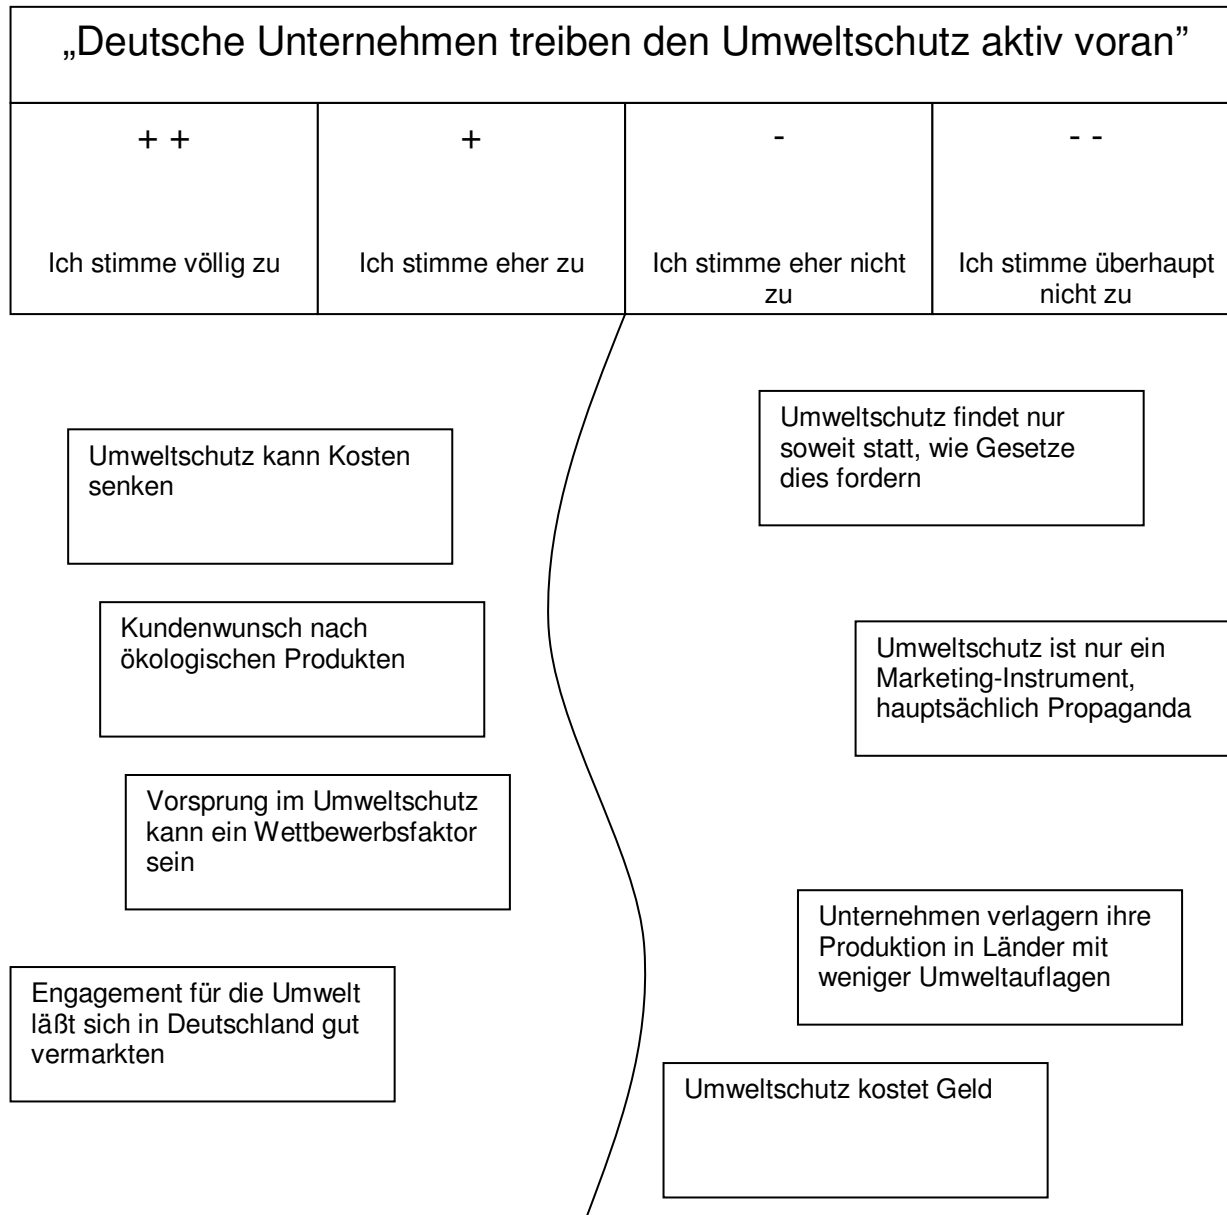 „Deutsche Unternehmen treiben den Umweltschutz aktiv voran”
+ +
+
-
- -
Ich stimme völlig zu
Ich stimme eher zu
Ich stimme eher nicht
zu
Ich stimme überhaupt
nicht zu
Umweltschutz kann Kosten
senken
Kundenwunsch nach
ökologischen Produkten
Vorsprung im Umweltschutz
kann ein Wettbewerbsfaktor
sein
Engagement für die Umwelt
läßt sich in Deutschland gut
vermarkten
Umweltschutz findet nur
soweit statt, wie Gesetze
dies fordern
Umweltschutz ist nur ein
Marketing-Instrument,
hauptsächlich Propaganda
Unternehmen verlagern ihre
Produktion in Länder mit
weniger Umweltauflagen
Umweltschutz kostet Geld